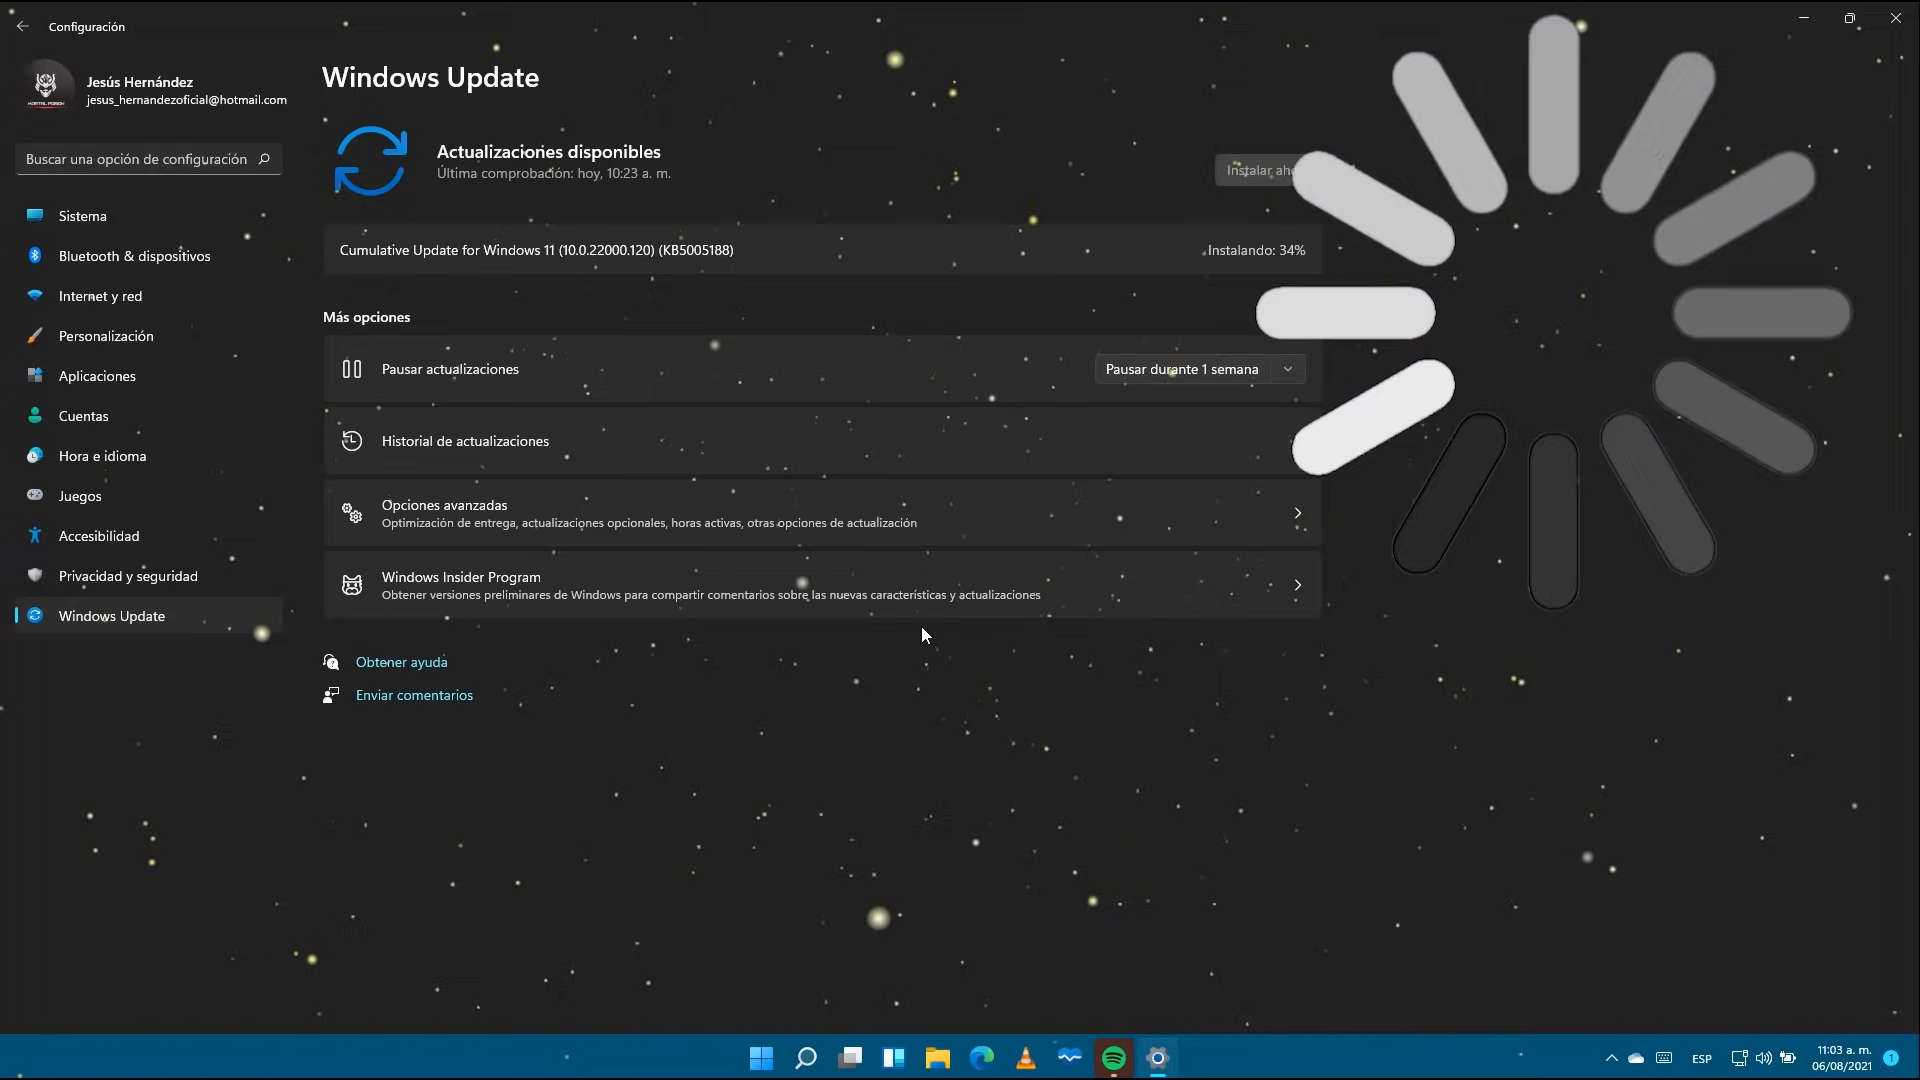 Configuración
Jesús Hernández
jesus_hernandezoficial@hotmail.com
Buscar una opción de configuración
Sistema
Bluetooth & dispositivos
Internet y red
Personalización
Aplicaciones
Cuentas
Hora e idioma
Juegos
Accesibilidad
Privacidad y seguridad
Windows Update
Windows Update
Actualizaciones disponibles
Última comprobación: hoy, 10:23 a. m.
Instalar
Cumulative Update for Windows 11 (10.0.22000.120) (KB5005188)
Instalando: 34%
Más opciones
Pausar actualizaciones
Pausar durante 1 semana
Historial de actualizaciones
Opciones avanzadas
Optimización de entrega, actualizaciones opcionales, horas activas, otras opciones de actualización
Windows Insider Program
Obtener versiones preliminares de Windows para compartir comentarios sobre las nuevas características y actualizaciones
Obtener ayuda
Enviar comentarios
ESP
11:03 a. m.
06/08/2021
1